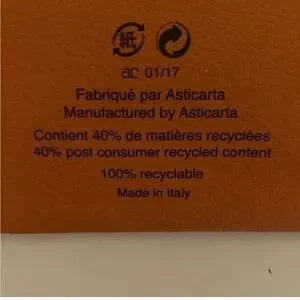 紙
ac 01/17
Fabriqué par Asticarta
Manufactured by Asticarta
Contient 40% de matières recyclées
40% post consumer recycled content
100% recyclable
Made in Italy